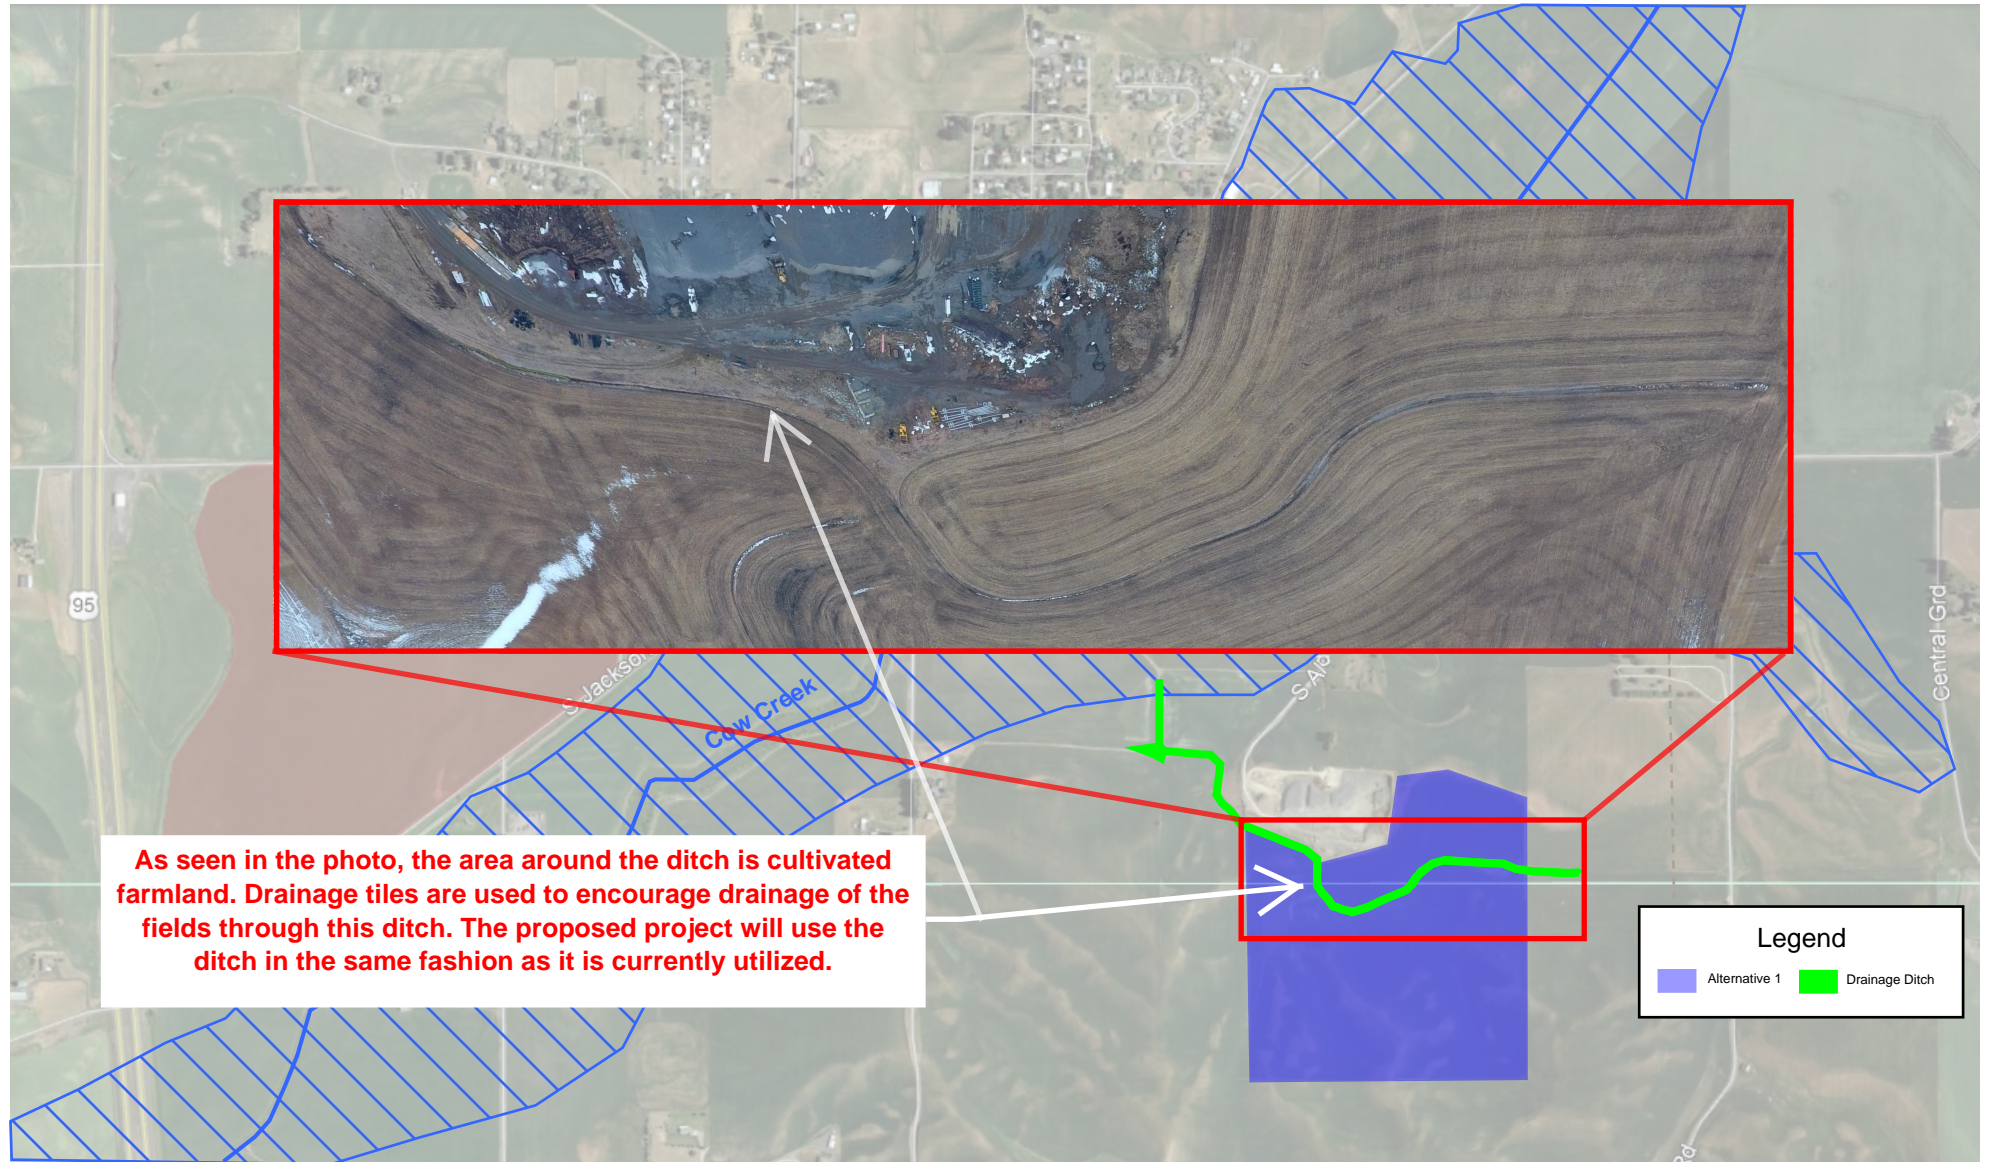 95
S Jackson
Cow Creek
S Alb
Central Grd
As seen in the photo, the area around the ditch is cultivated
farmland. Drainage tiles are used to encourage drainage of the
fields through this ditch. The proposed project will use the
ditch in the same fashion as it is currently utilized.
Legend
Alternative 1
Drainage Ditch
Rd